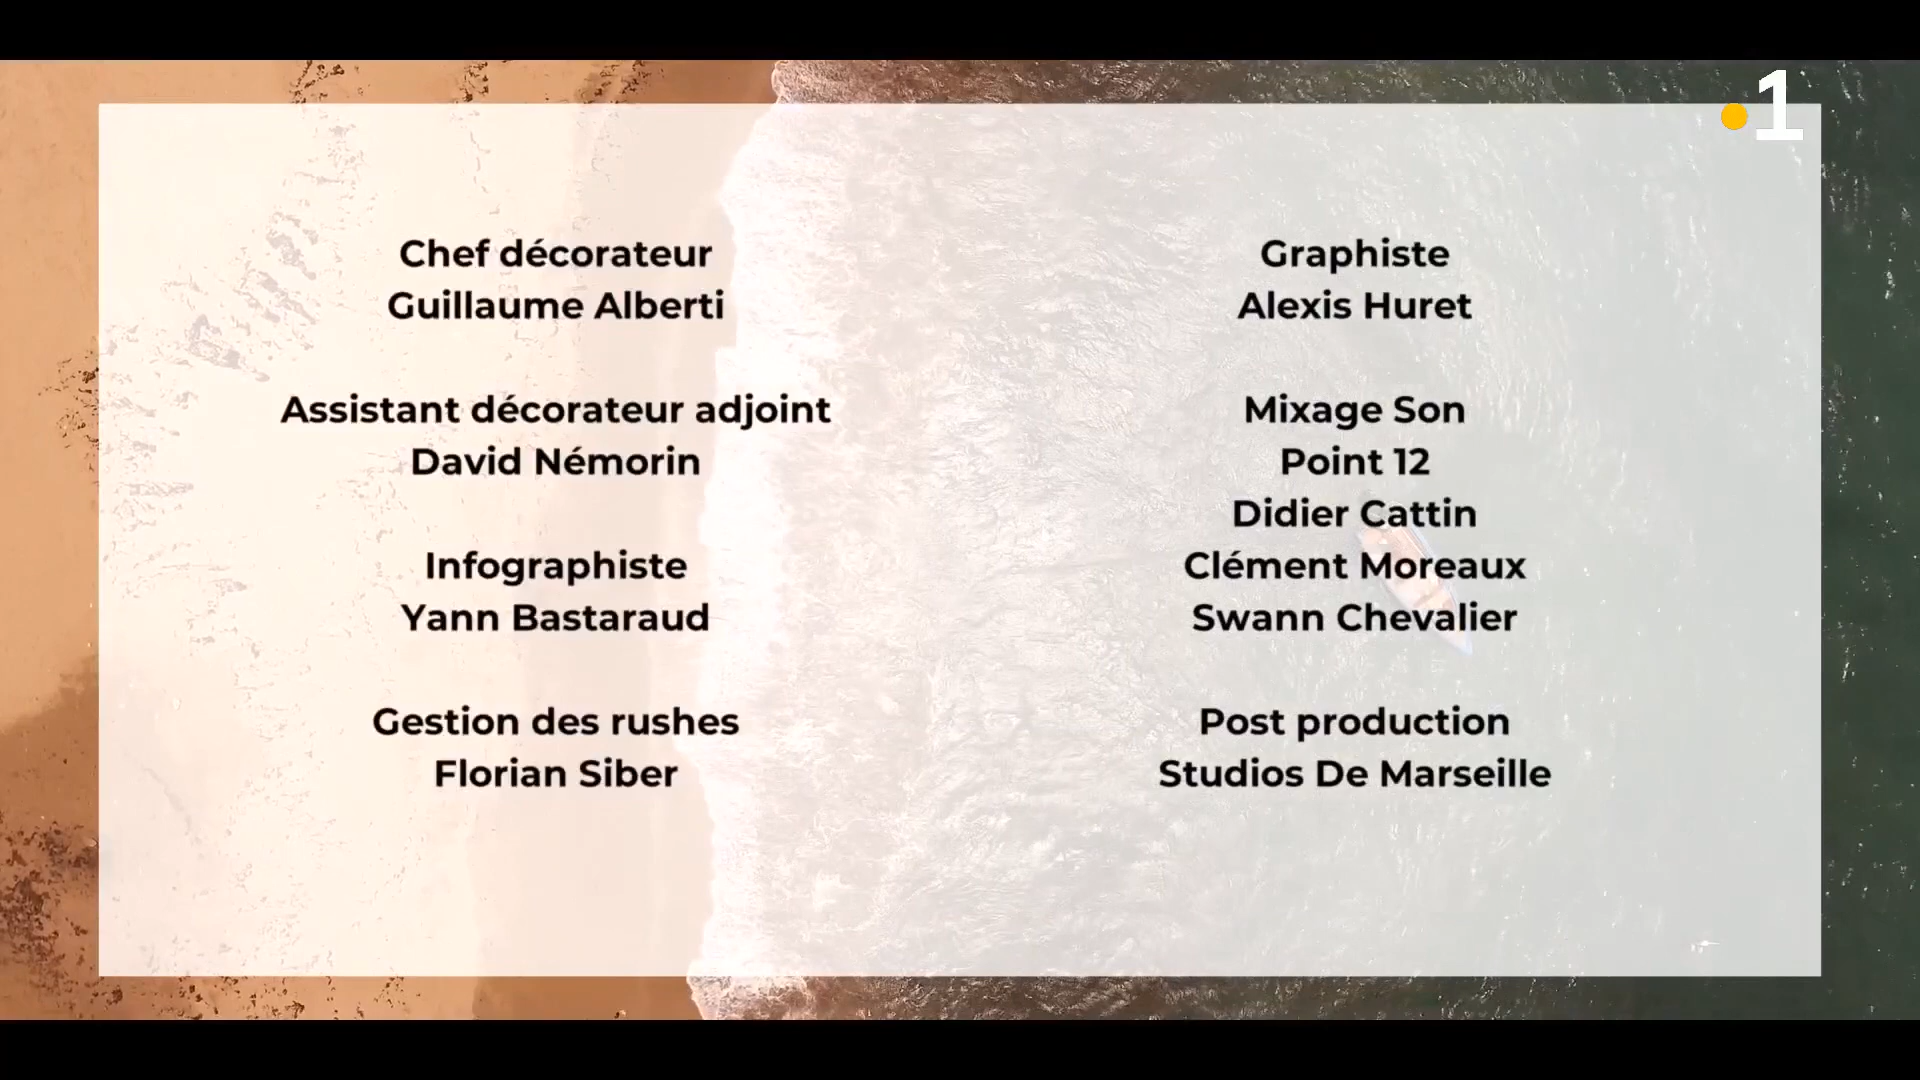 Chef décorateur
Guillaume Alberti
Assistant décorateur adjoint
David Némorin
Infographiste
Yann Bastaraud
Gestion des rushes
Florian Siber
1
Graphiste
Alexis Huret
Mixage Son
Point 12
Didier Cattin
Clément Moreaux
Swann Chevalier
Post production
Studios De Marseille